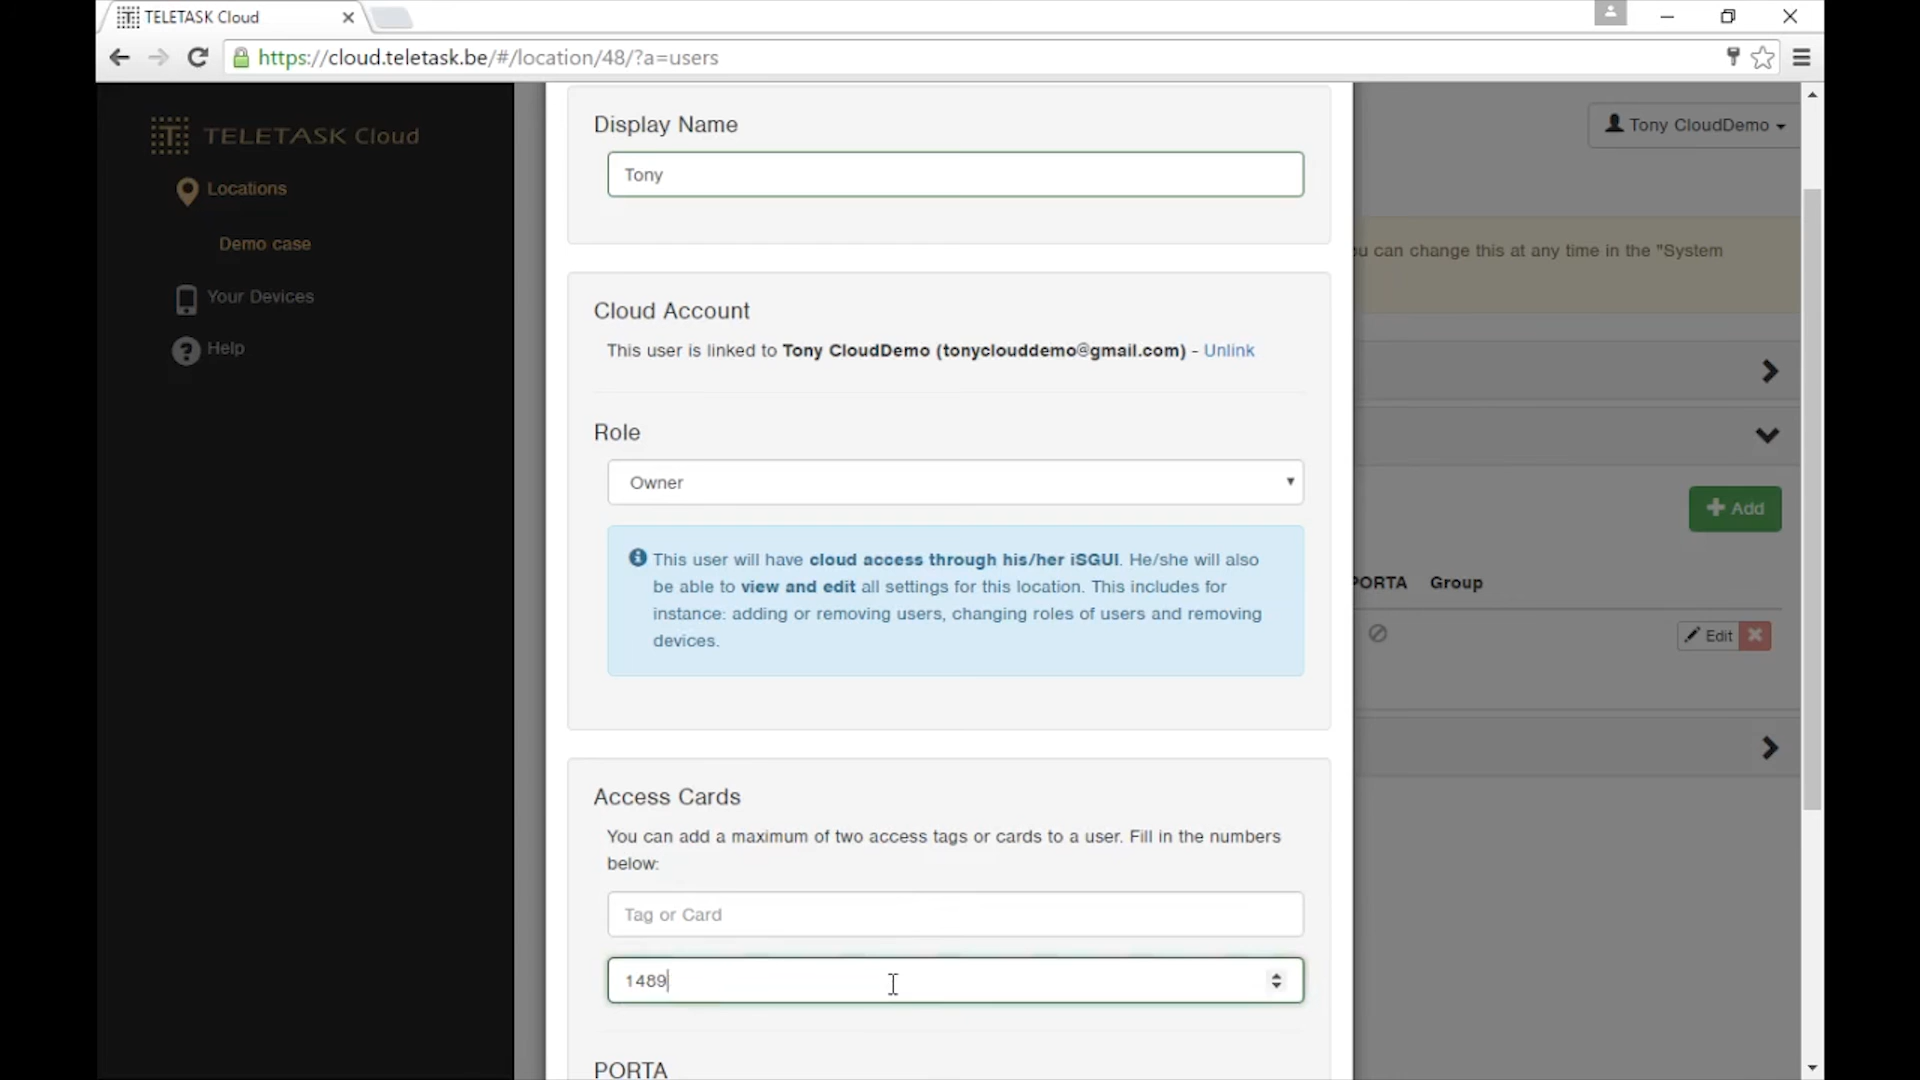 TELETASK Cloud
https://cloud.teletask.be/#/location/48/?a=users
TELETASK Cloud
Locations
Demo case
Your Devices
Help
Display Name
Tony
Cloud Account
This user is linked to Tony CloudDemo (tonyclouddemo@gmail.com) - Unlink
Role
Owner
This user will have cloud access through his/her iSGUI. He/she will also
be able to view and edit all settings for this location. This includes for
instance: adding or removing users, changing roles of users and removing
devices.
Access Cards
You can add a maximum of two access tags or cards to a user. Fill in the numbers
below:
Tag or Card
1489
PORTA
Tony CloudDemo
can change this at any time in the "System
Add
PORTA Group
Edit